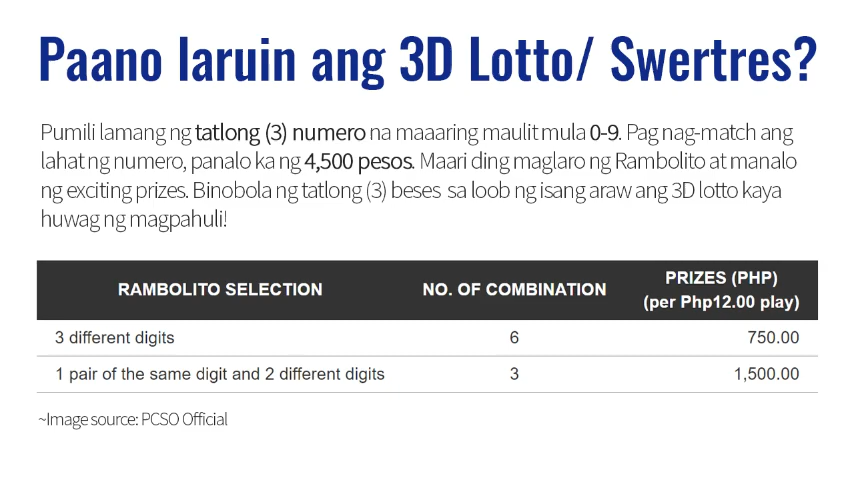 Paano laruin ang 3D Lotto/ Swertres?
Pumili lamang ng tatlong (3) numero na maaaring maulit mula 0-9. Pag nag-match ang
lahat ng numero, panalo ka ng 4,500 pesos. Maari ding maglaro ng Rambolito at manalo
ng exciting prizes. Binobola ng tatlong (3) beses sa loob ng isang araw ang 3D lotto kaya
huwag ng magpahuli!
RAMBOLITO SELECTION NO. OF COMBINATION PRIZES (PHP)
(per Php12.00 play)
3 different digits 6 750.00
1 pair of the same digit and 2 different digits 3 1,500.00
~Image source: PCSO Official